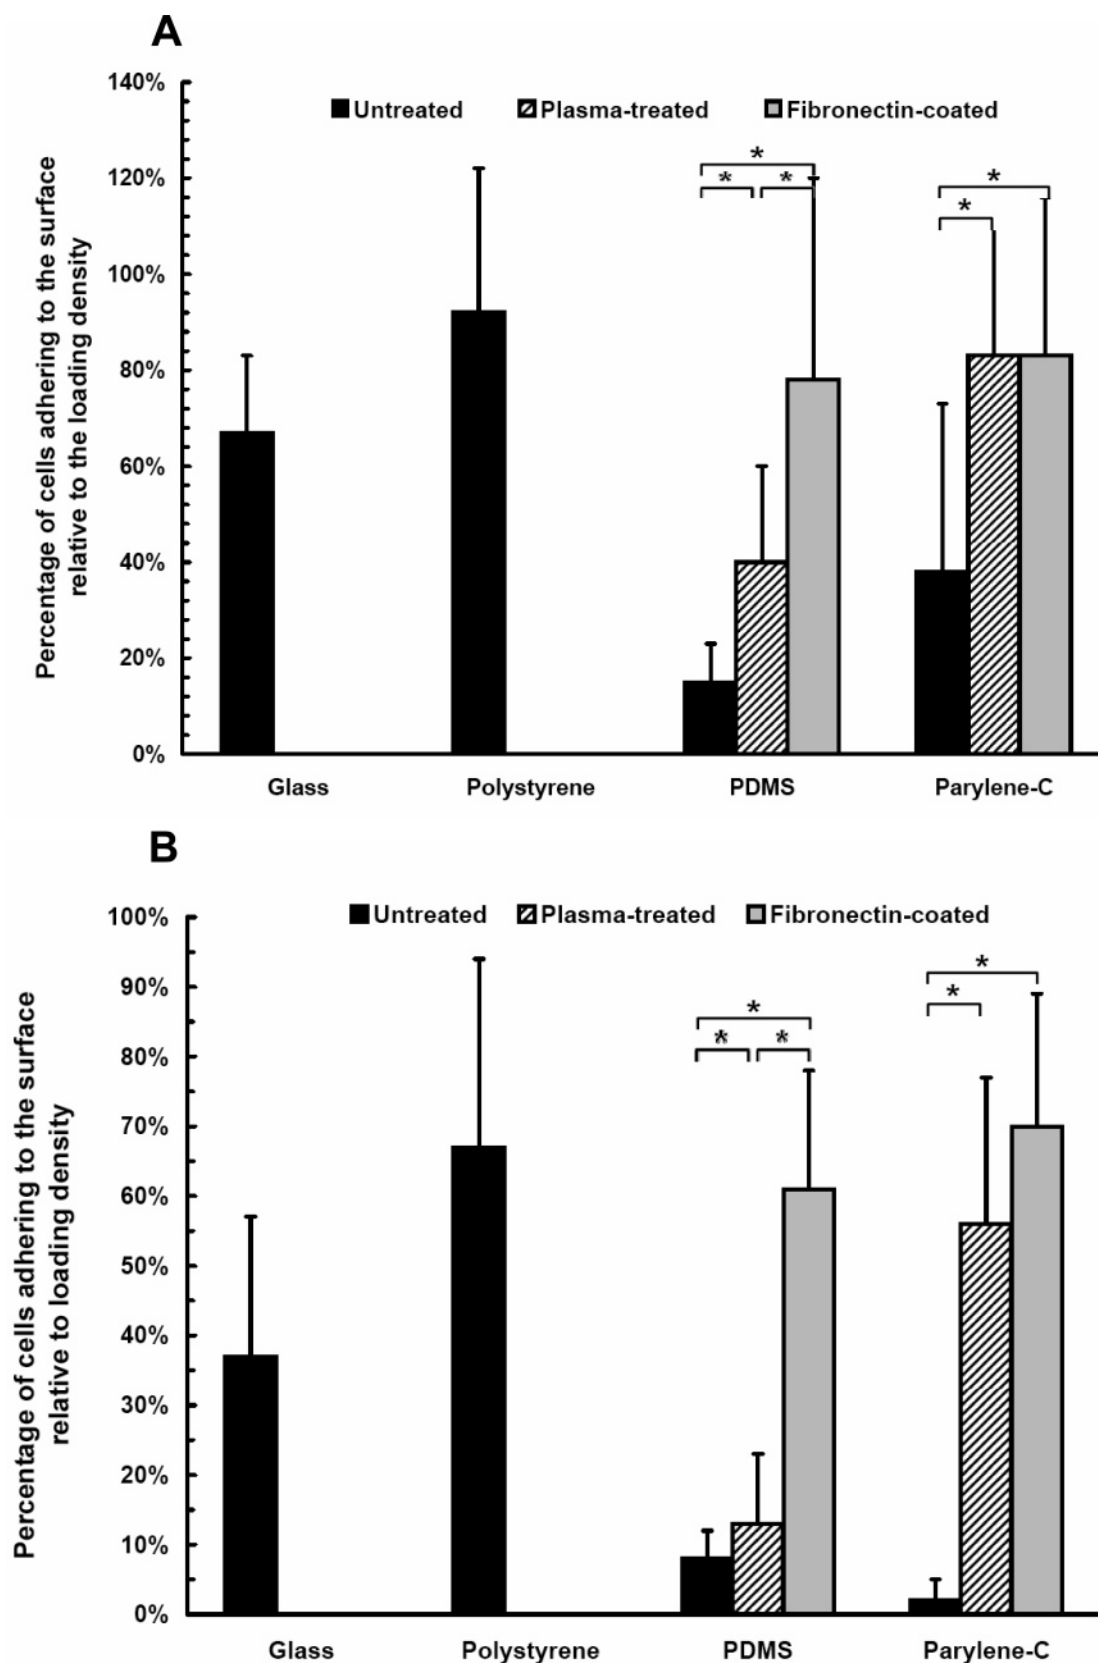 A
140%
Untreated Plasma-treated Fibronectin-coated
120%
100%
80%
60%
40%
20%
0%
Percentage of cells adhering to the surface
relative to the loading density
* * *
* *
Glass Polystyrene PDMS Parylene-C
B
100%
Untreated Plasma-treated Fibronectin-coated
90%
80%
70%
60%
50%
40%
30%
20%
10%
0%
Percentage of cells adhering to the surface
relative to loading density
* * *
* *
Glass Polystyrene PDMS Parylene-C